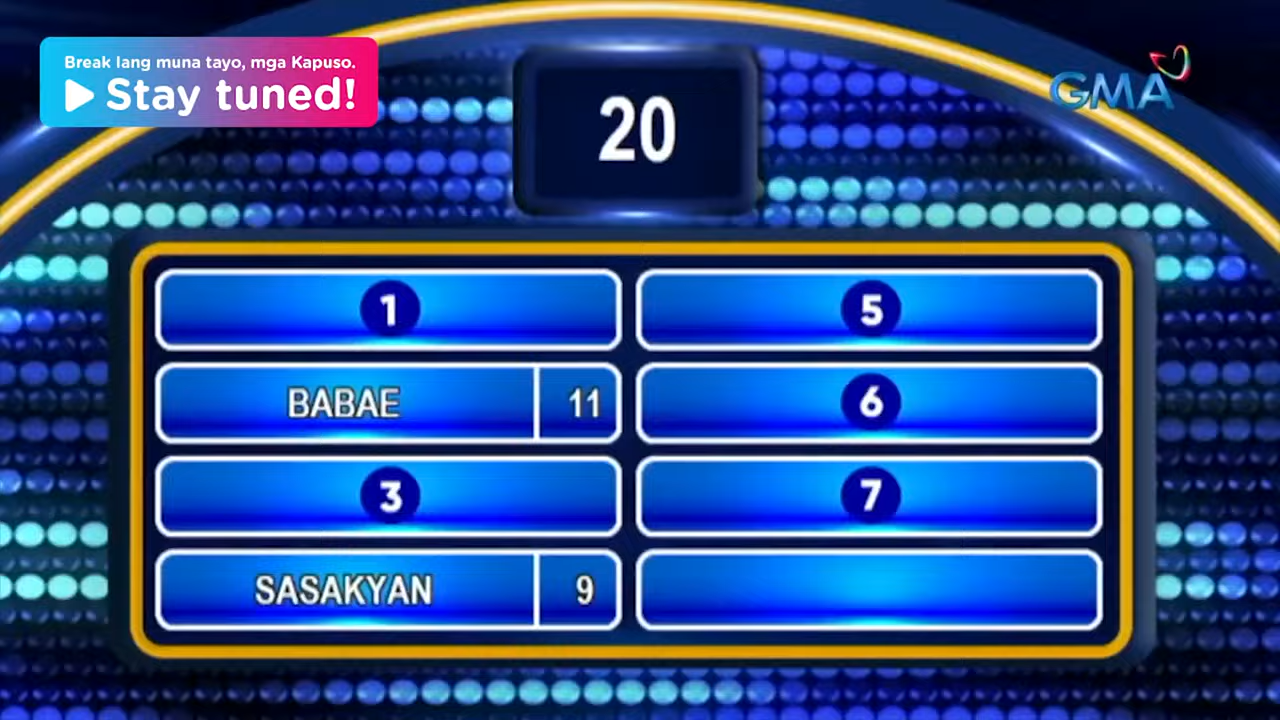 Break lang muna tayo, mga Kapuso.
Stay tuned!
GMA
20
1
5
BABAE 11
6
3
7
SASAKYAN 9